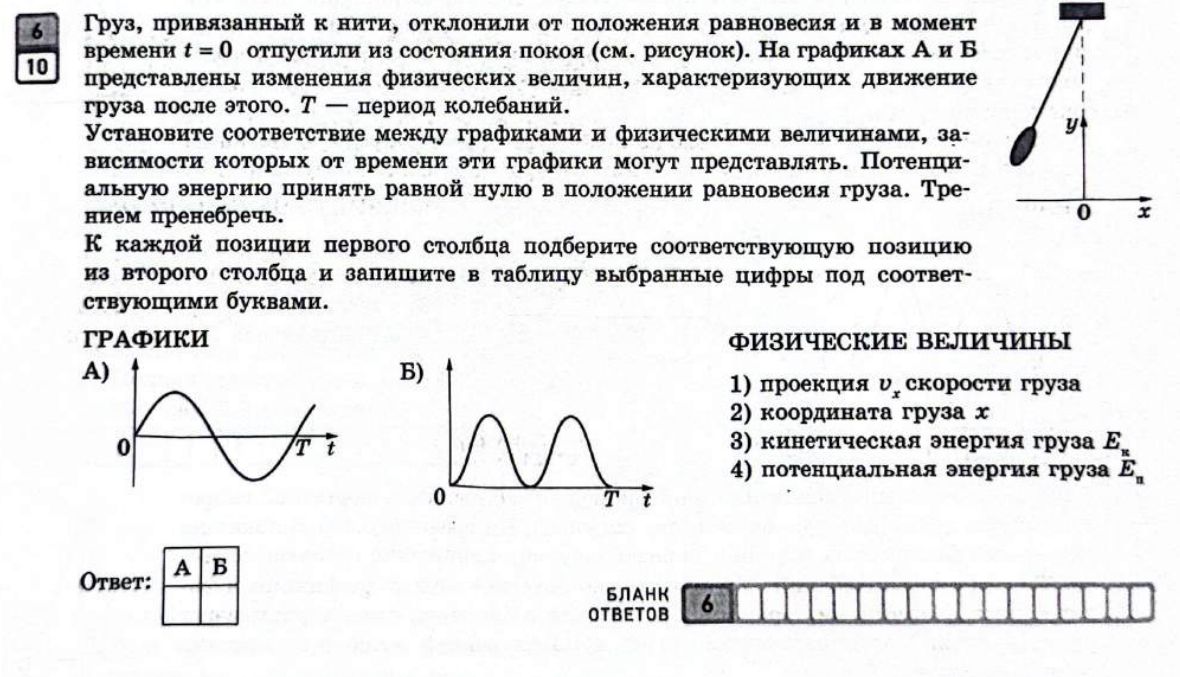 6
10
Груз, привязанный к нити, отклонили от положения равновесия и в момент
времени t = 0 отпустили из состояния покоя (см. рисунок). На графиках А и Б
представлены изменения физических величин, характеризующих движение
груза после этого. T — период колебаний.
Установите соответствие между графиками и физическими величинами, за-
висимости которых от времени эти графики могут представлять. Потенци-
альную энергию принять равной нулю в положении равновесия груза. Тре-
нием пренебречь.
К каждой позиции первого столбца подберите соответствующую позицию
из второго столбца и запишите в таблицу выбранные цифры под соответ-
ствующими буквами.
y
0 x
ГРАФИКИ
А)
0 T t
Б)
0 T t
ФИЗИЧЕСКИЕ ВЕЛИЧИНЫ
1) проекция vₓ скорости груза
2) координата груза x
3) кинетическая энергия груза Eк
4) потенциальная энергия груза Eп
Ответ:
А Б
БЛАНК
ОТВЕТОВ
6